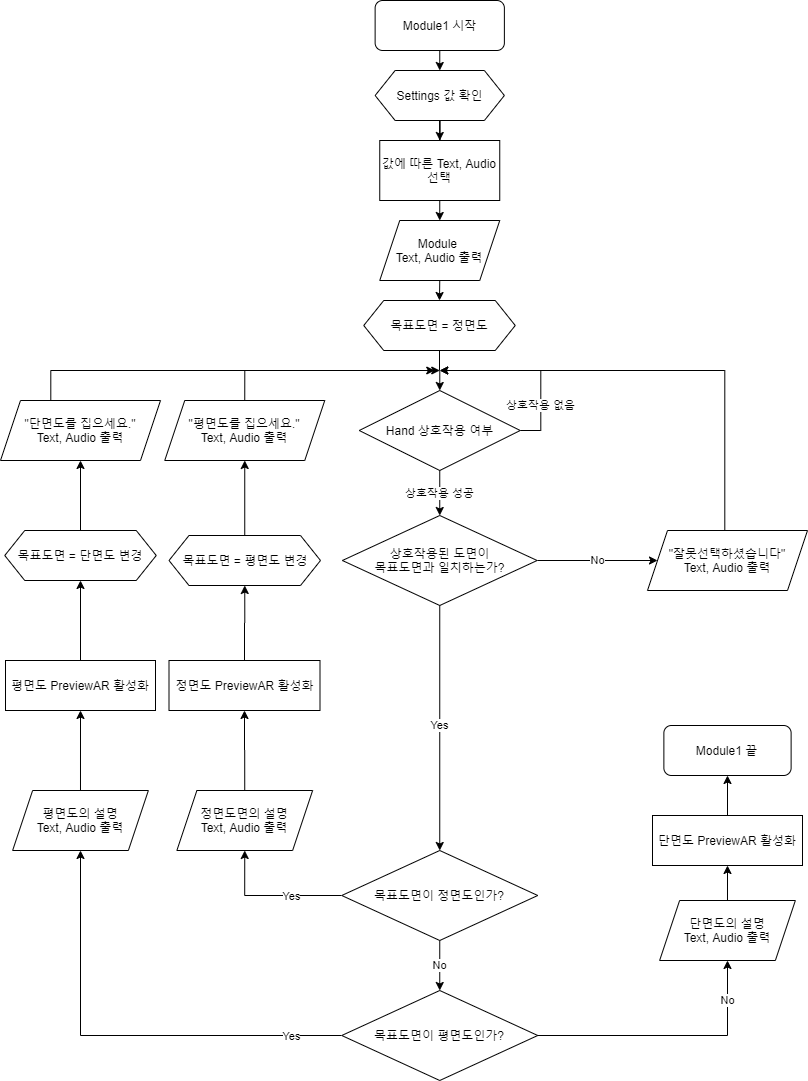 Module1 시작
Settings 값 확인
값에 따른 Text, Audio
선택
Module
Text, Audio 출력
목표도면 = 정면도
"단면도를 집으세요."
Text, Audio 출력
"평면도를 집으세요."
Text, Audio 출력
상호작용 없음
Hand 상호작용 여부
상호작용 성공
목표도면 = 단면도 변경
목표도면 = 평면도 변경
상호작용된 도면이
목표도면과 일치하는가?
No
"잘못선택하셨습니다"
Text, Audio 출력
평면도 PreviewAR 활성화
정면도 PreviewAR 활성화
Yes
Module1 끝
평면도의 설명
Text, Audio 출력
정면도면의 설명
Text, Audio 출력
단면도 PreviewAR 활성화
Yes
목표도면이 정면도인가?
단면도의 설명
Text, Audio 출력
No
No
Yes
목표도면이 평면도인가?